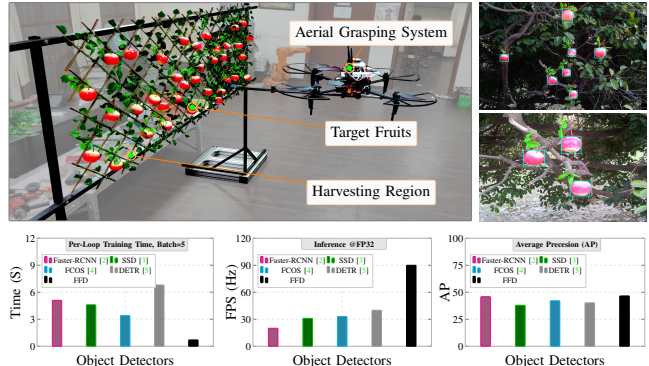 Aerial Grasping System
Target Fruits
Harvesting Region
Per-Loop Training Time, Batch=5
Faster-RCNN [2] SSD [3]
FCOS [4] DETR [5]
FFD
Time (S)
12
9
6
3
0
Object Detectors
Inference @FP32
Faster-RCNN [2] SSD [3]
FCOS [4] DETR [5]
FFD
FPS (Hz)
120
90
60
30
0
Object Detectors
Average Precesion (AP)
Faster-RCNN [2] SSD [3]
FCOS [4] DETR [5]
FFD
AP
100
75
50
25
0
Object Detectors